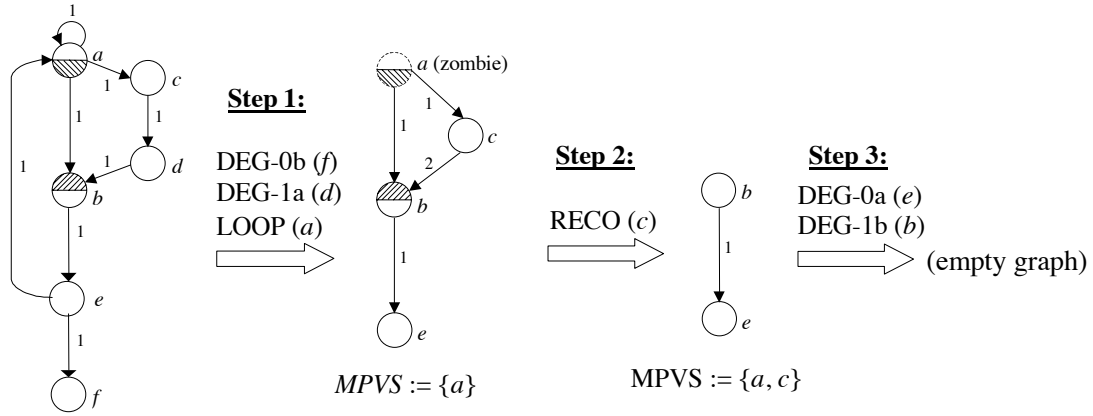 1
a
1
c
1
1
1
1
d
b
1
e
1
f
Step 1:
DEG-0b (f)
DEG-1a (d)
LOOP (a)
a (zombie)
1
1
c
2
b
1
e
MPVS := {a}
Step 2:
RECO (c)
b
1
e
MPVS := {a, c}
Step 3:
DEG-0a (e)
DEG-1b (b)
(empty graph)